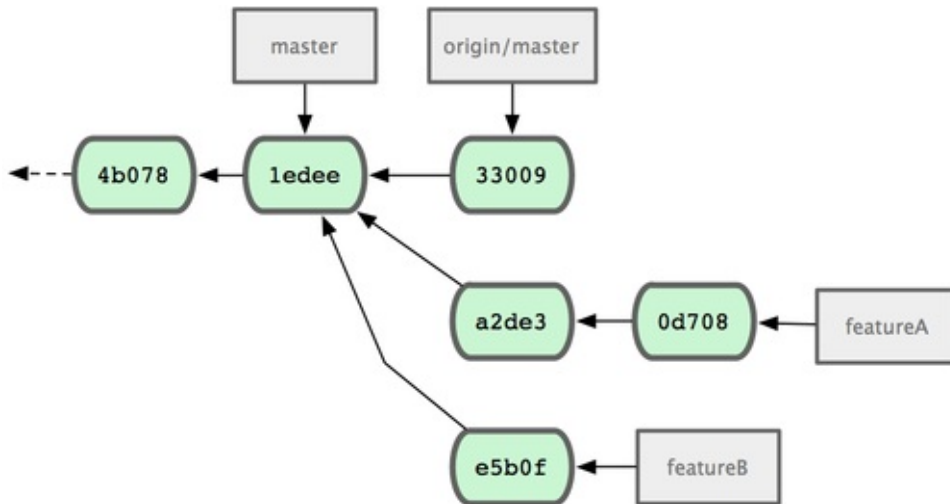 master
origin/master
4b078
1edee
33009
a2de3
0d708
featureA
e5b0f
featureB